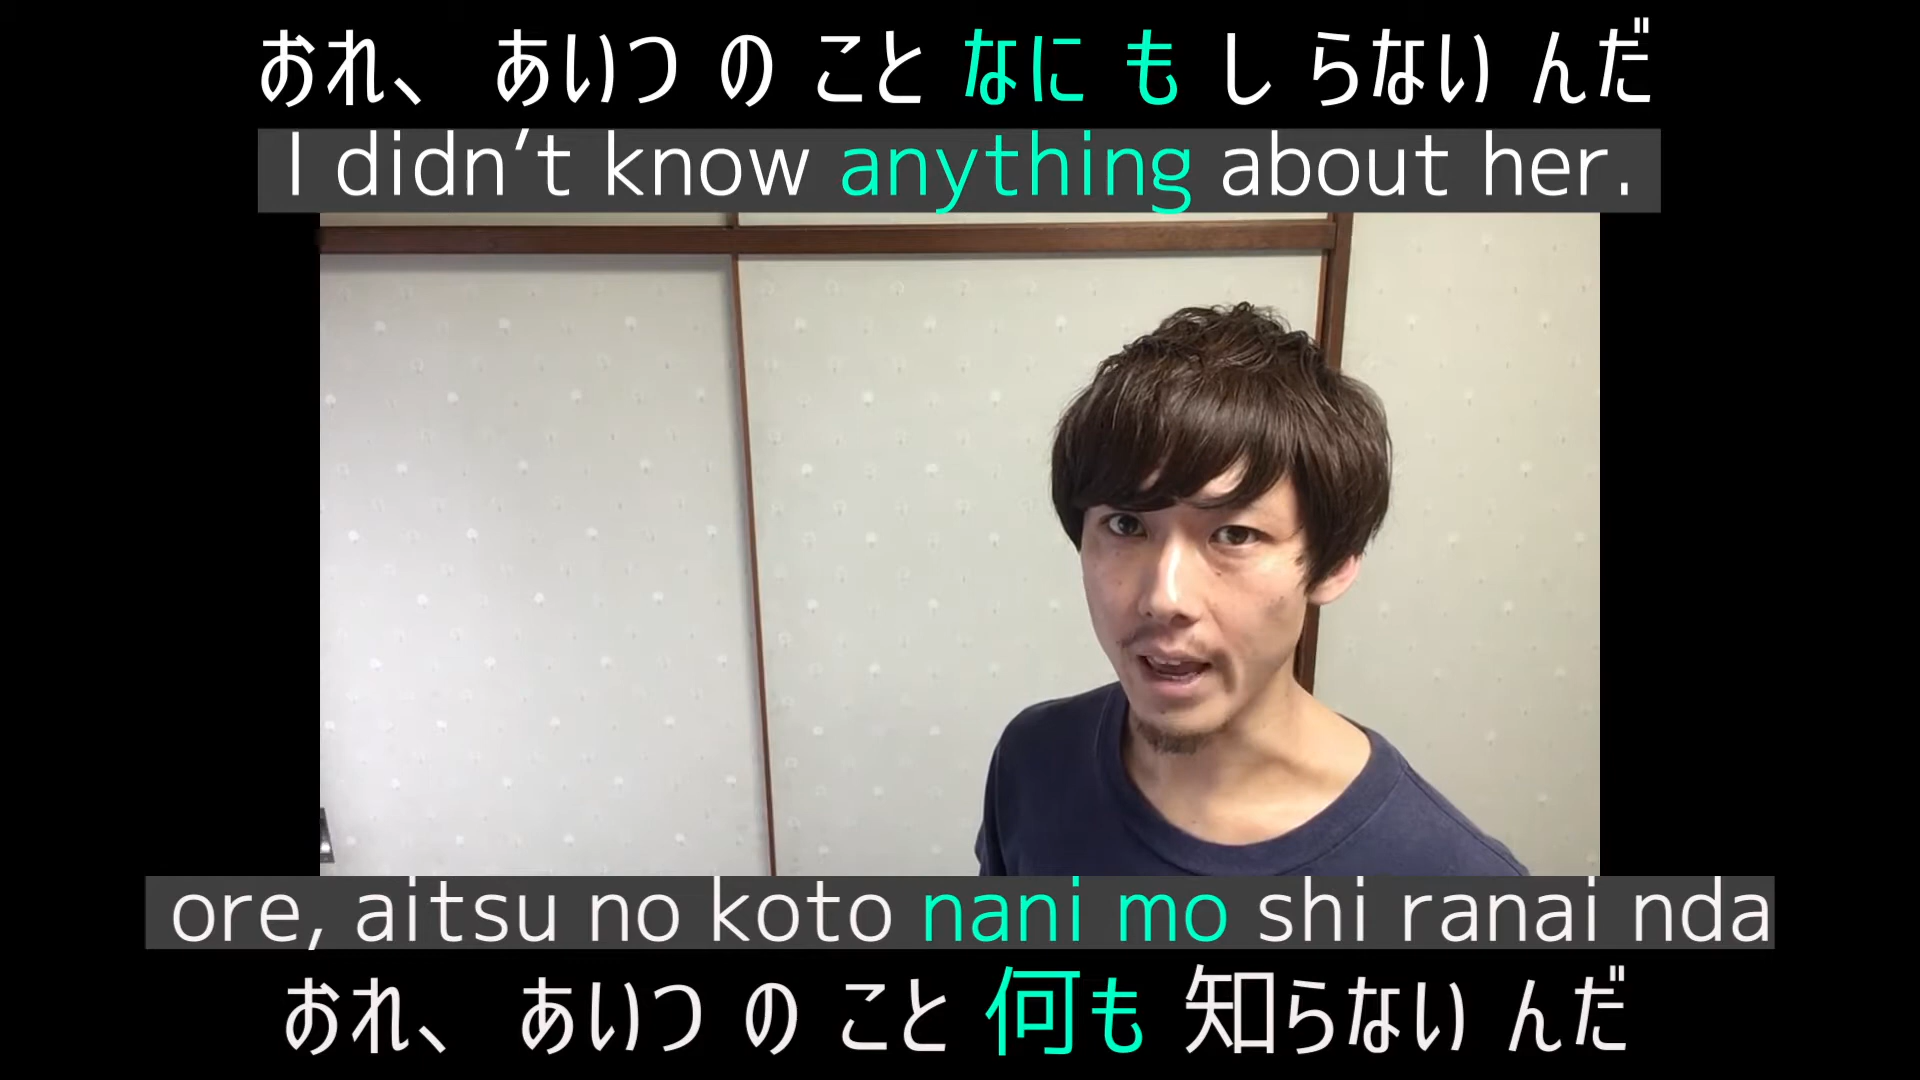 おれ、 あいつ の こと なに も し らない んだ
I didn’t know anything about her.
ore, aitsu no koto nani mo shi ranai nda
おれ、 あいつ の こと 何も 知らない んだ